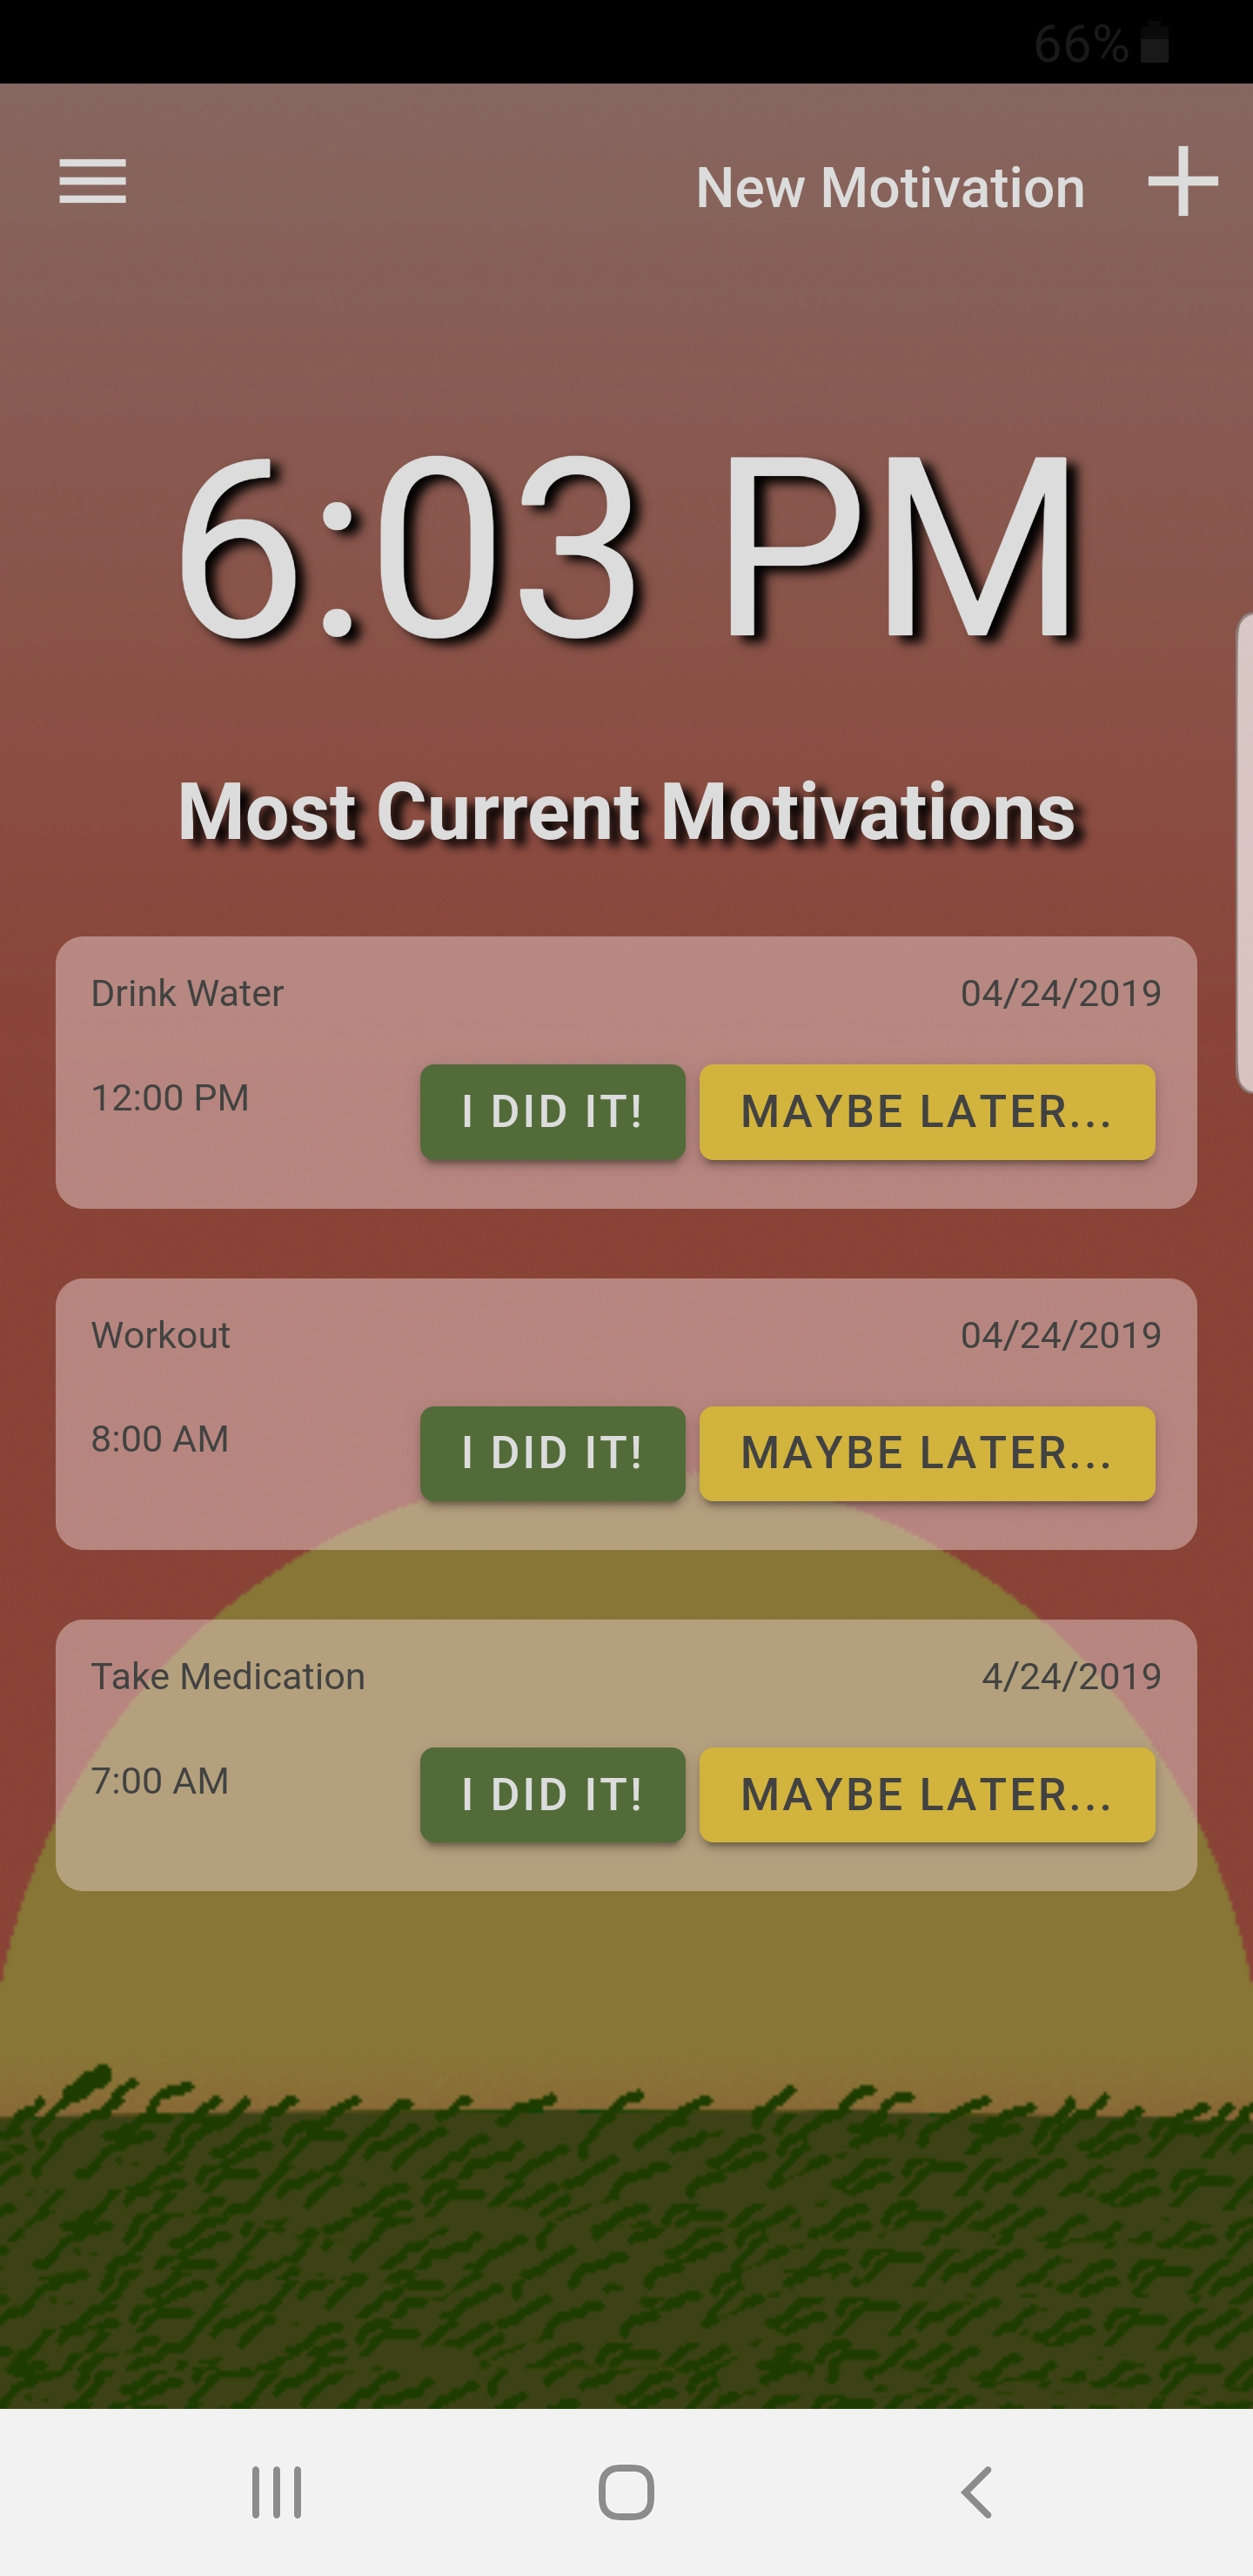 66%
New Motivation
6:03 PM
Most Current Motivations
Drink Water 04/24/2019
12:00 PM I DID IT! MAYBE LATER...
Workout 04/24/2019
8:00 AM I DID IT! MAYBE LATER...
Take Medication 4/24/2019
7:00 AM I DID IT! MAYBE LATER...